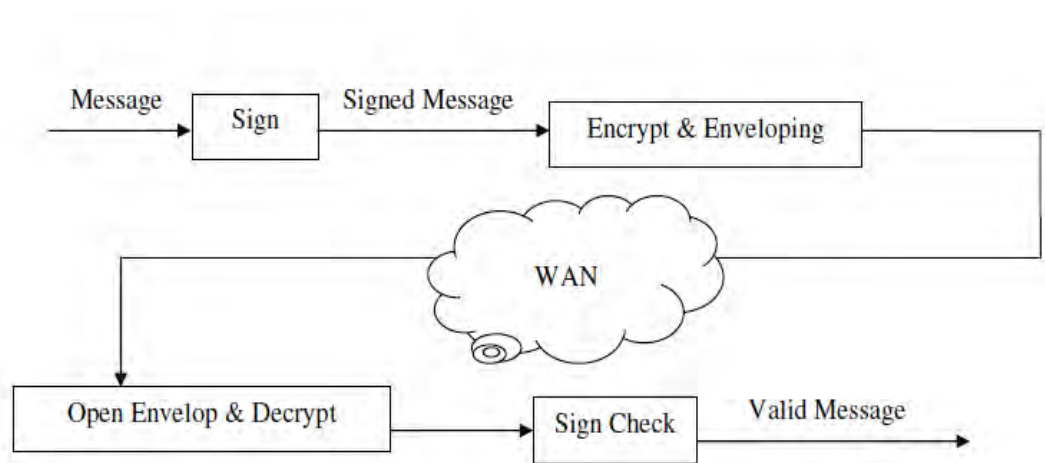 Message
Sign
Signed Message
Encrypt & Enveloping
WAN
Open Envelop & Decrypt
Sign Check
Valid Message